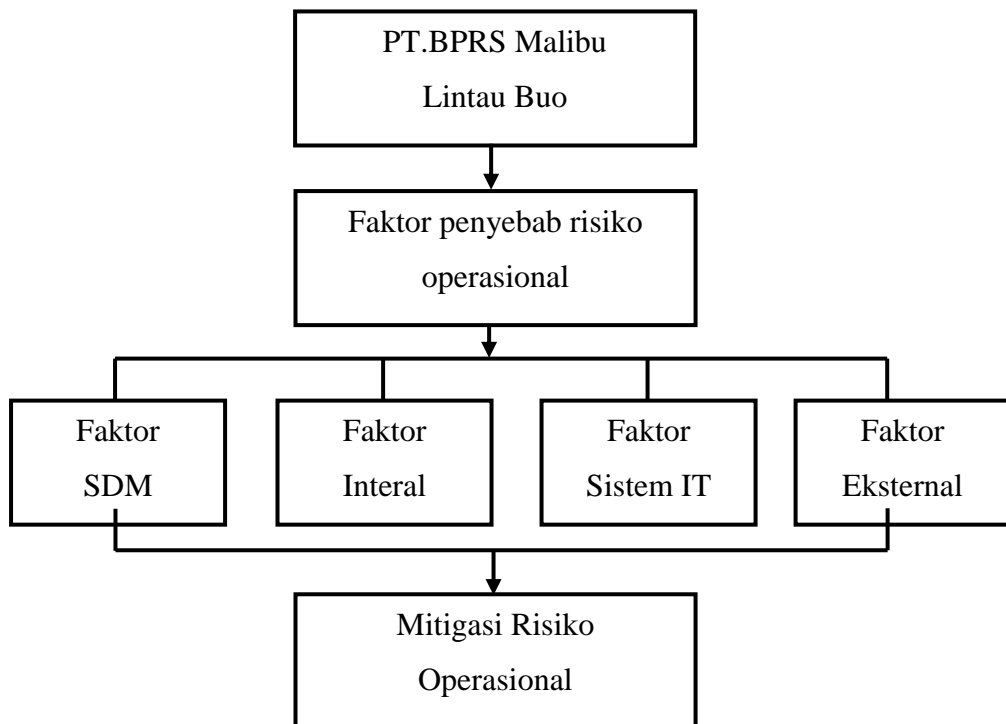 PT.BPRS Malibu
Lintau Buo
Faktor penyebab risiko
operasional
Faktor
SDM
Faktor
Interal
Faktor
Sistem IT
Faktor
Eksternal
Mitigasi Risiko
Operasional